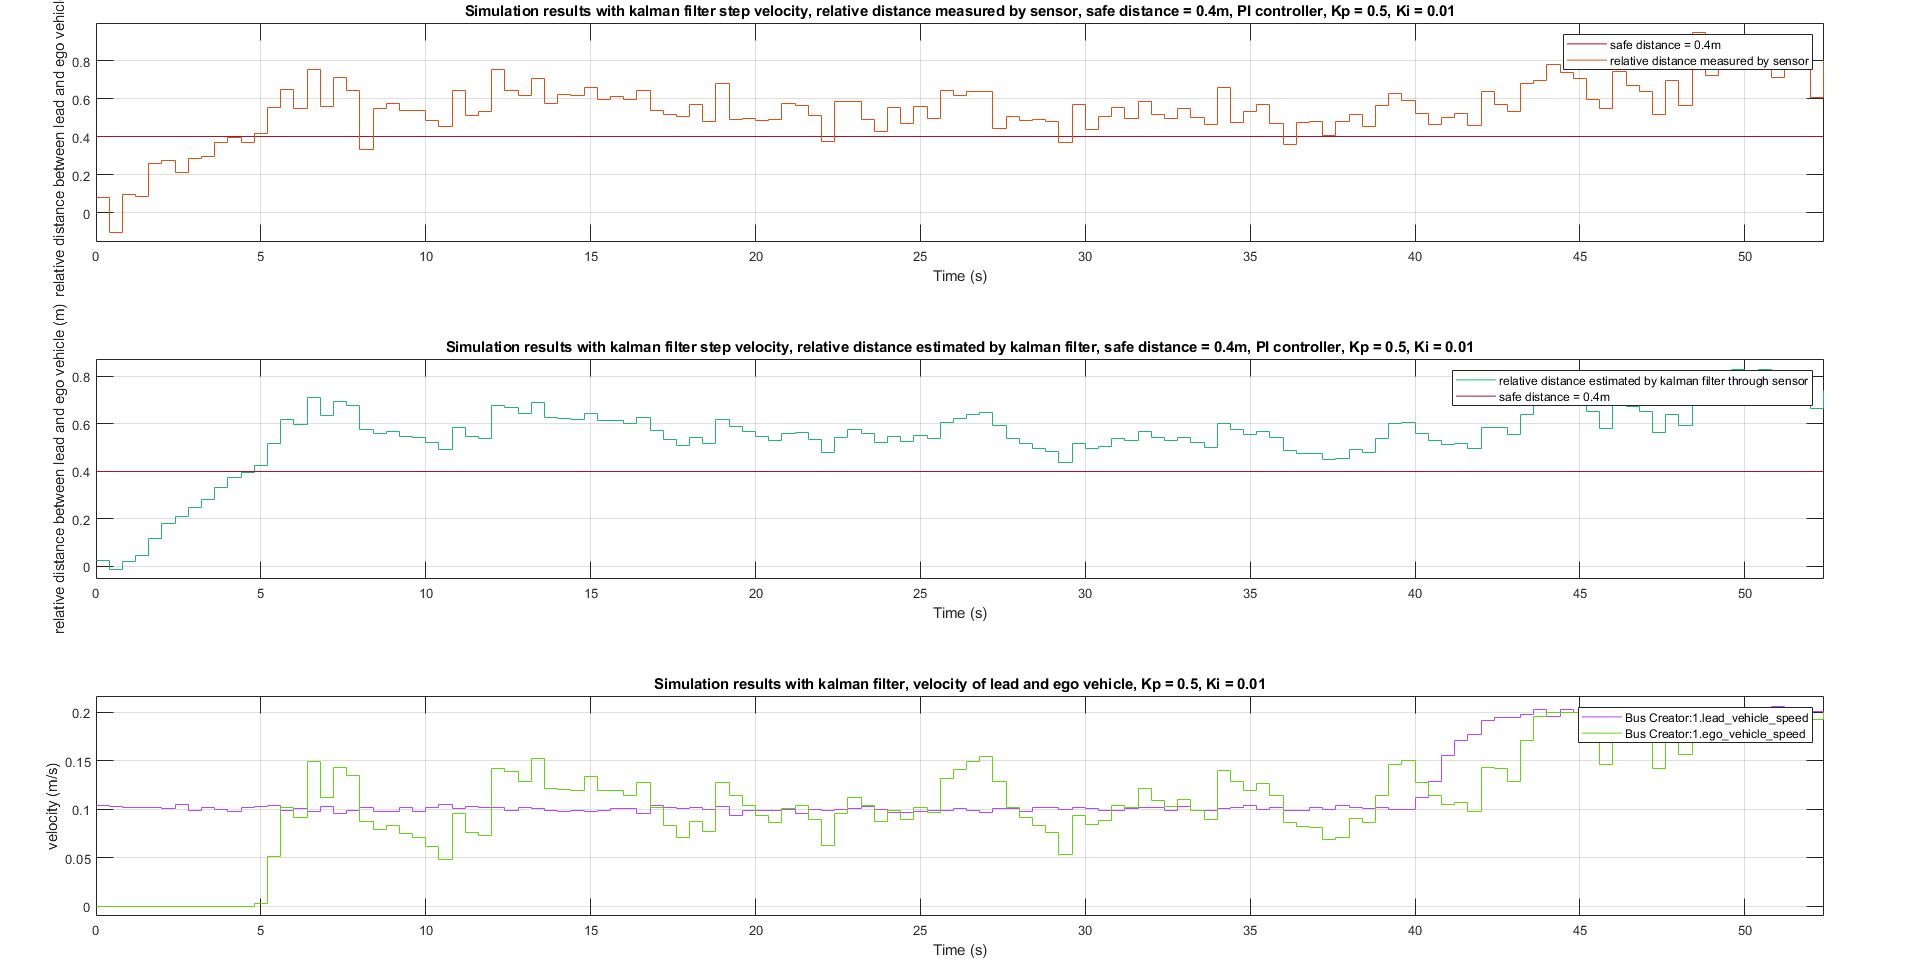 Simulation results with kalman filter step velocity, relative distance measured by sensor, safe distance = 0.4m, PI controller, Kp = 0.5, Ki = 0.01
relative distance between lead and ego vehicle
0.8
0.6
0.4
0.2
0
safe distance = 0.4m
relative distance measured by sensor
0 5 10 15 20 25 30 35 40 45 50
Time (s)
Simulation results with kalman filter step velocity, relative distance estimated by kalman filter, safe distance = 0.4m, PI controller, Kp = 0.5, Ki = 0.01
relative distance between lead and ego vehicle (m)
0.8
0.6
0.4
0.2
0
relative distance estimated by kalman filter through sensor
safe distance = 0.4m
0 5 10 15 20 25 30 35 40 45 50
Time (s)
Simulation results with kalman filter, velocity of lead and ego vehicle, Kp = 0.5, Ki = 0.01
velocity (m/s)
0.2
0.15
0.1
0.05
0
Bus Creator:1.lead_vehicle_speed
Bus Creator:1.ego_vehicle_speed
0 5 10 15 20 25 30 35 40 45 50
Time (s)